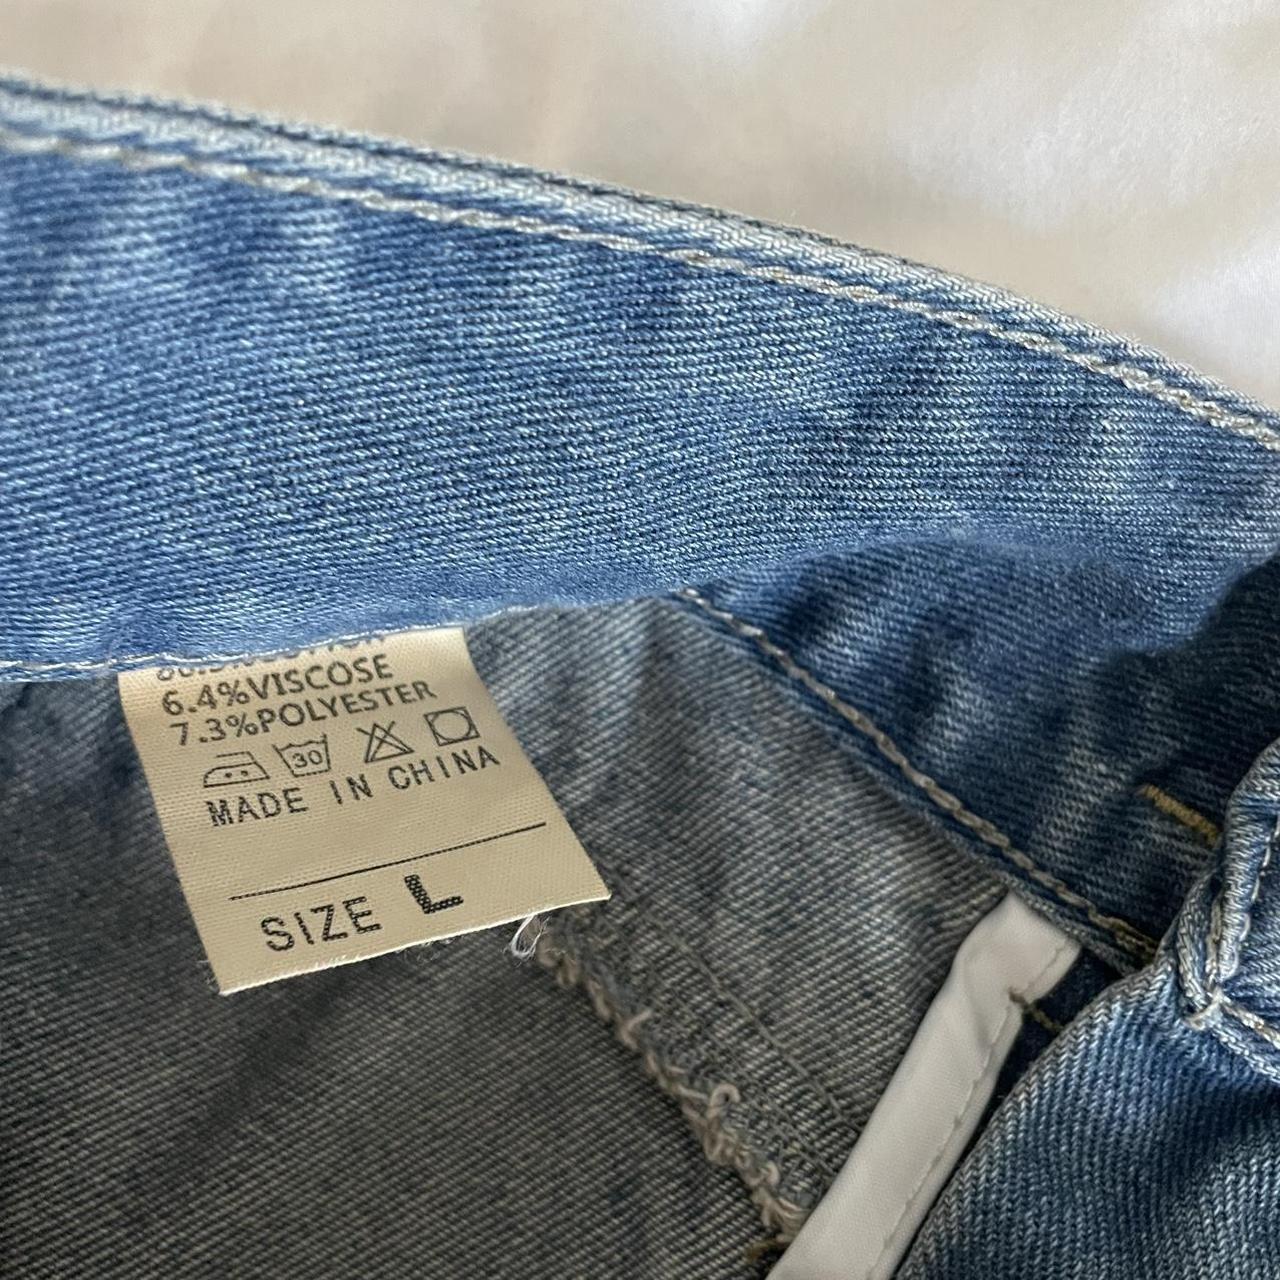 6.4%VISCOSE
7.3%POLYESTER
30
MADE IN CHINA
SIZE L